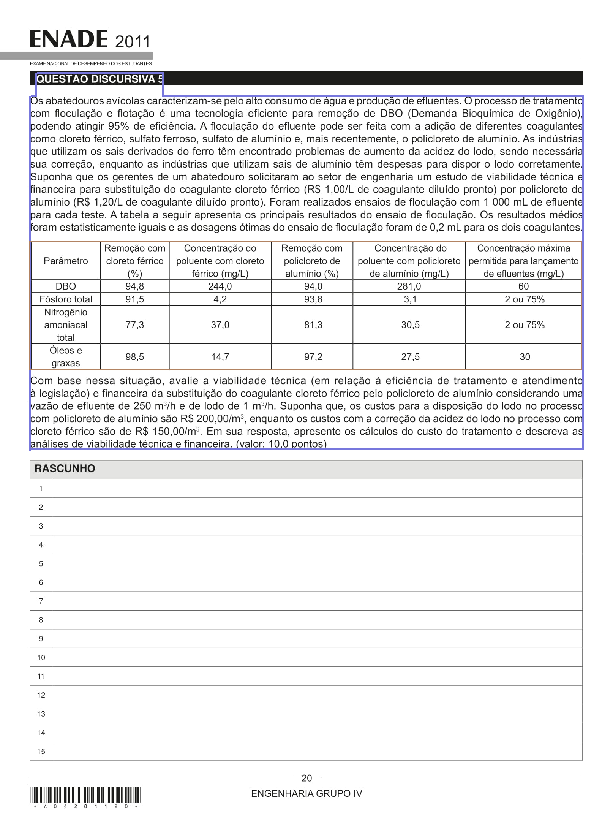 ENADE 2011
EXAME NACIONAL DE DESEMPENHO DOS ESTUDANTES
QUESTÃO DISCURSIVA 5
Os abatedouros avícolas caracterizam-se pelo alto consumo de água e produção de efluentes. O processo de tratamento
com floculação e flotação é uma tecnologia eficiente para remoção de DBO (Demanda Bioquímica de Oxigênio),
podendo atingir 95% de eficiência. A floculação do efluente pode ser feita com a adição de diferentes coagulantes
como cloreto férrico, sulfato ferroso, sulfato de alumínio e, mais recentemente, o policloreto de alumínio. As indústrias
que utilizam os sais derivados de ferro têm encontrado problemas de aumento da acidez do lodo, sendo necessária
sua correção, enquanto as indústrias que utilizam sais de alumínio têm despesas para dispor o lodo corretamente.
Suponha que os gerentes de um abatedouro solicitaram ao setor de engenharia um estudo de viabilidade técnica e
financeira para substituição do coagulante cloreto férrico (R$ 1,00/L de coagulante diluído pronto) por policloreto de
alumínio (R$ 1,20/L de coagulante diluído pronto). Foram realizados ensaios de floculação com 1 000 mL de efluente
para cada teste. A tabela a seguir apresenta os principais resultados do ensaio de floculação. Os resultados médios
foram estatisticamente iguais e as dosagens ótimas do ensaio de floculação foram de 0,2 mL para os dois coagulantes.
Parâmetro | Remoção com cloreto férrico (%) | Concentração do poluente com cloreto férrico (mg/L) | Remoção com policloreto de alumínio (%) | Concentração do poluente com policloreto de alumínio (mg/L) | Concentração máxima permitida para lançamento de efluentes (mg/L)
DBO | 94,8 | 244,0 | 94,0 | 281,0 | 60
Fósforo total | 91,5 | 4,2 | 93,8 | 3,1 | 2 ou 75%
Nitrogênio amoniacal total | 77,3 | 37,0 | 81,3 | 30,5 | 2 ou 75%
Óleos e graxas | 98,5 | 14,7 | 97,2 | 27,5 | 30
Com base nessa situação, avalie a viabilidade técnica (em relação à eficiência de tratamento e atendimento
à legislação) e financeira da substituição do coagulante cloreto férrico pelo policloreto de alumínio considerando uma
vazão de efluente de 250 m³/h e de lodo de 1 m³/h. Suponha que, os custos para a disposição do lodo no processo
com policloreto de alumínio são R$ 200,00/m³, enquanto os custos com a correção da acidez do lodo no processo com
cloreto férrico são de R$ 150,00/m³. Em sua resposta, apresente os cálculos do custo do tratamento e descreva as
análises de viabilidade técnica e financeira. (valor: 10,0 pontos)
RASCUNHO
1
2
3
4
5
6
7
8
9
10
11
12
13
14
15
20
ENGENHARIA GRUPO IV